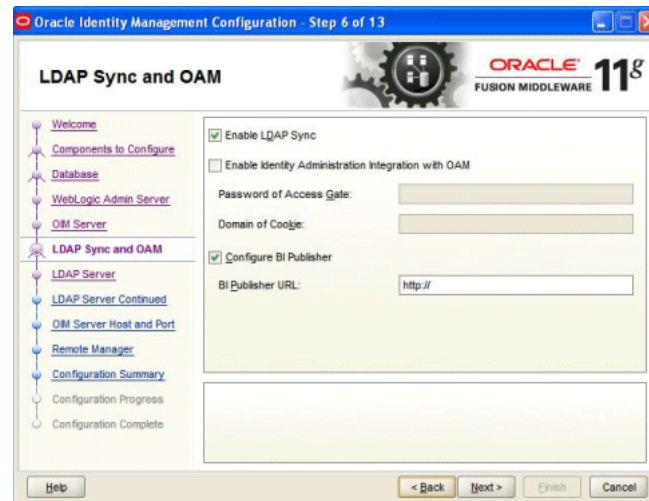 Oracle Identity Management Configuration - Step 6 of 13
LDAP Sync and OAM
ORACLE
FUSION MIDDLEWARE 11g
Welcome
Components to Configure
Database
WebLogic Admin Server
OIM Server
LDAP Sync and OAM
LDAP Server
LDAP Server Continued
OIM Server Host and Port
Remote Manager
Configuration Summary
Configuration Progress
Configuration Complete
Enable LDAP Sync
Enable Identity Administration Integration with OAM
Password of Access Gate:
Domain of Cookie:
Configure BI Publisher
BI Publisher URL:
http://
Help
< Back
Next >
Finish
Cancel